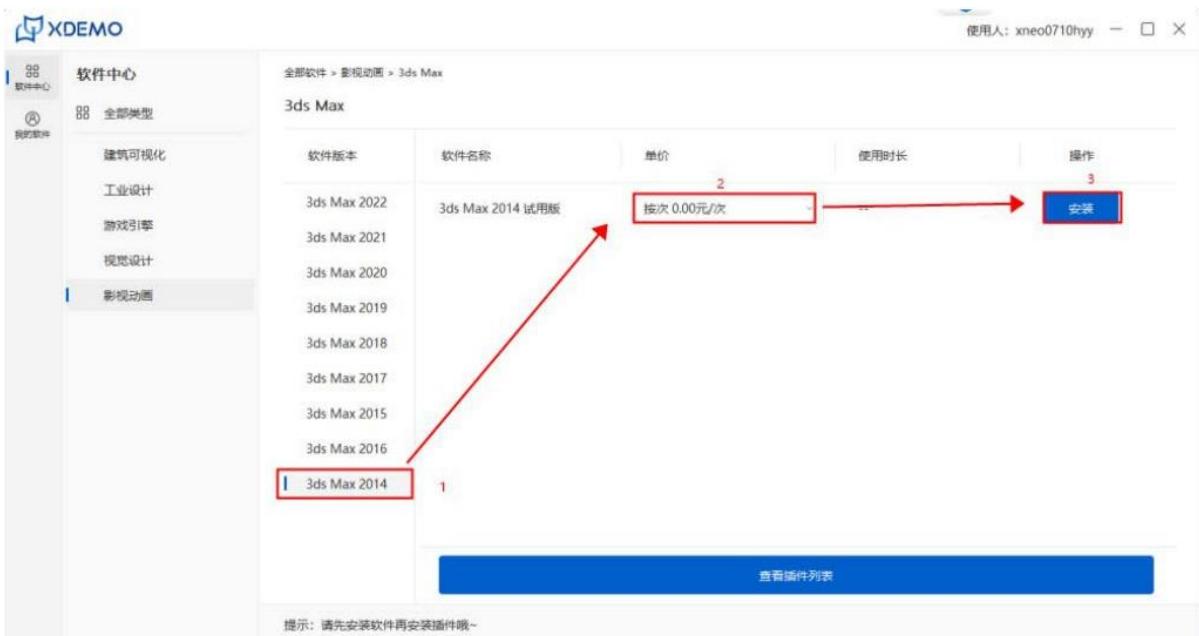 XDEMO
使用人：xneo0710hyy
软件中心
我的软件
软件中心
全部类型
建筑可视化
工业设计
游戏引擎
视觉设计
影视动画
全部软件 > 影视动画 > 3ds Max
3ds Max
软件版本 软件名称 单价 使用时长 操作
2 3
3ds Max 2022
3ds Max 2014 试用版 按次 0.00元/次 --- 安装
3ds Max 2021
3ds Max 2020
3ds Max 2019
3ds Max 2018
3ds Max 2017
3ds Max 2015
3ds Max 2016
3ds Max 2014 1
查看插件列表
提示：请先安装软件再安装插件哦~